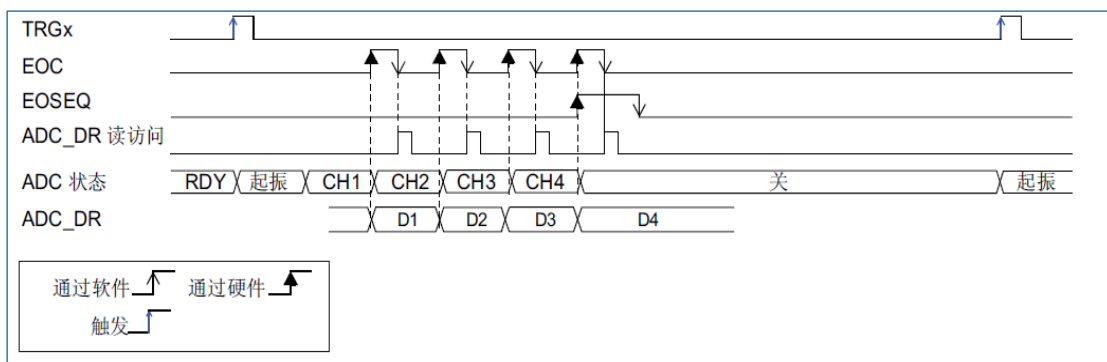 TRGx
EOC
EOSEQ
ADC_DR 读访问
ADC 状态 RDY 起振 CH1 CH2 CH3 CH4 关 起振
ADC_DR D1 D2 D3 D4
通过软件 通过硬件
触发